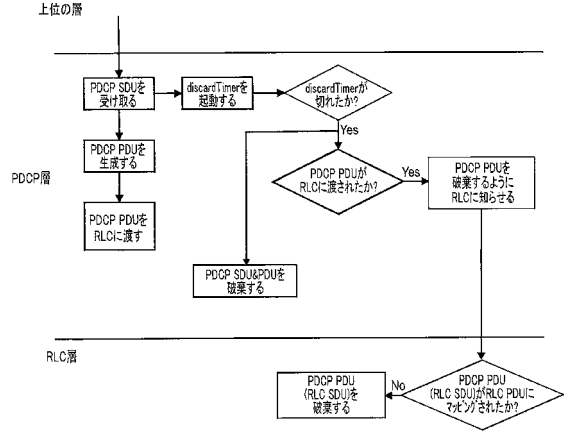 上位の層
PDCP SDUを
受け取る
discardTimerを
起動する
discardTimerが
切れたか?
Yes
PDCP PDUを
生成する
PDCP層
PDCP PDUが
RLCに渡されたか?
Yes
PDCP PDUを
破棄するように
RLCに知らせる
PDCP PDUを
RLCに渡す
PDCP SDU&PDUを
破棄する
RLC層
PDCP PDU
(RLC SDU)を
破棄する
No
PDCP PDU
(RLC SDU)がRLC PDUに
マッピングされたか?